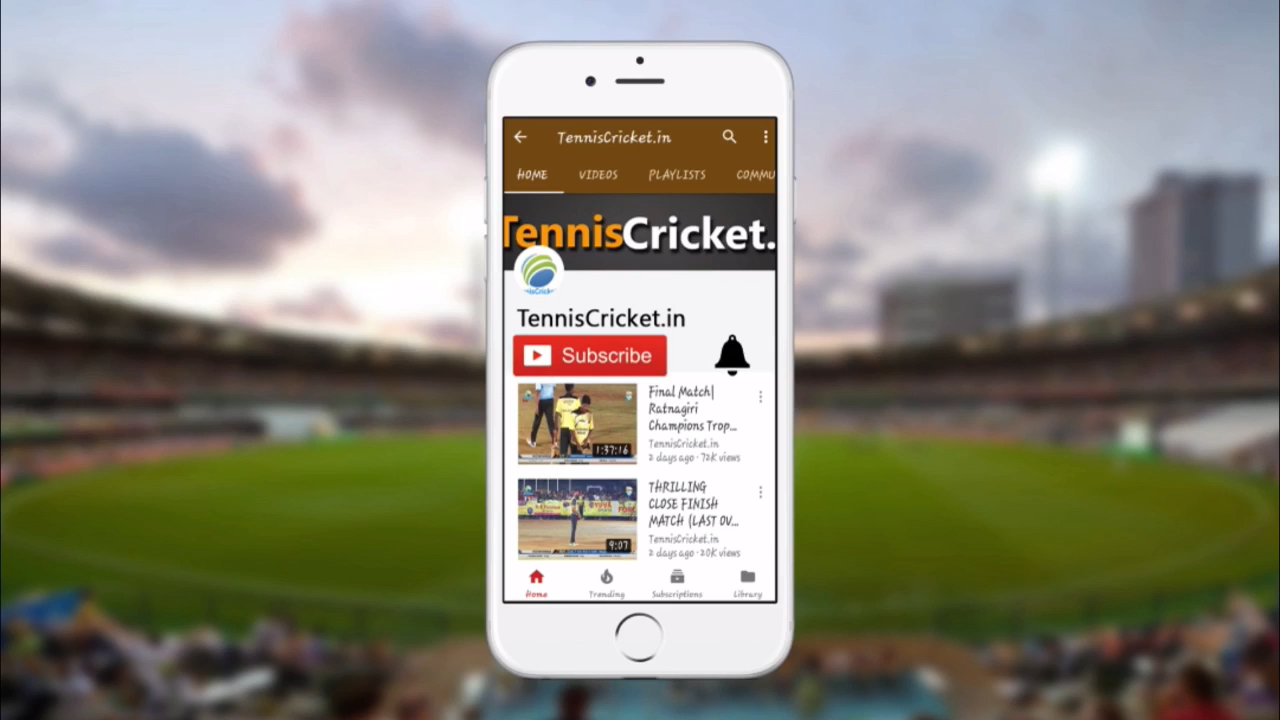 TennisCricket.in
HOME VIDEOS PLAYLISTS COMMU
TennisCricket.
TennisCricket.in
Subscribe
Final Match|
Ratnagiri
Champions Trop...
TennisCricket.in
2 days ago · 72K views
1:37:16
THRILLING
CLOSE FINISH
MATCH (LAST OV...
TennisCricket.in
2 days ago · 20K views
9:07
Home Trending Subscriptions Library